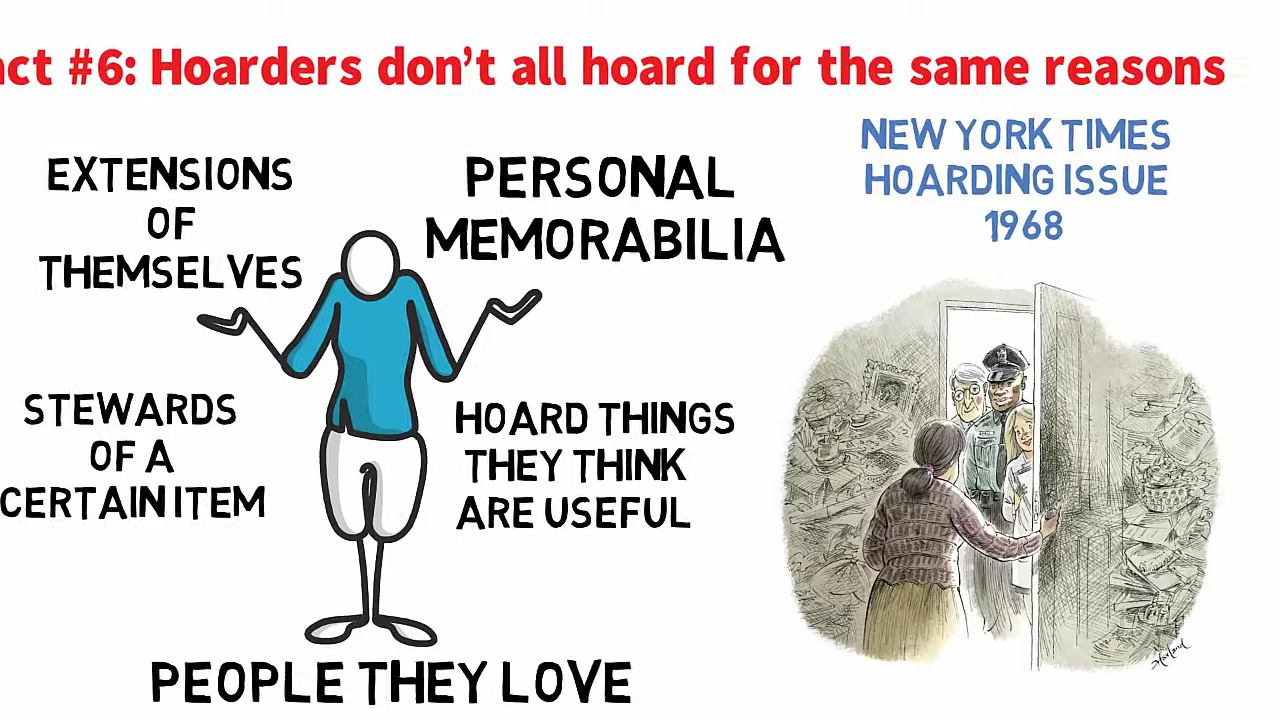 act #6: Hoarders don't all hoard for the same reasons
EXTENSIONS
OF
THEMSELVES
PERSONAL
MEMORABILIA
NEW YORK TIMES
HOARDING ISSUE
1968
STEWARDS
OF A
CERTAIN ITEM
HOARD THINGS
THEY THINK
ARE USEFUL
PEOPLE THEY LOVE